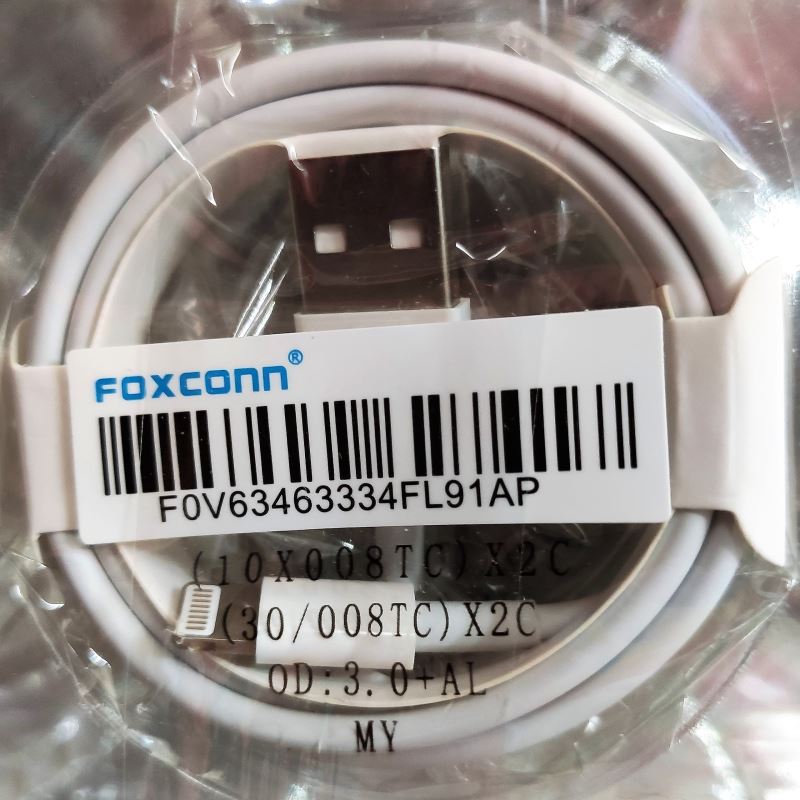 FOXCONN®
F0V63463334FL91AP
(10X008TC)X2C
(30/008TC)X2C
OD:3.0+AL
MY